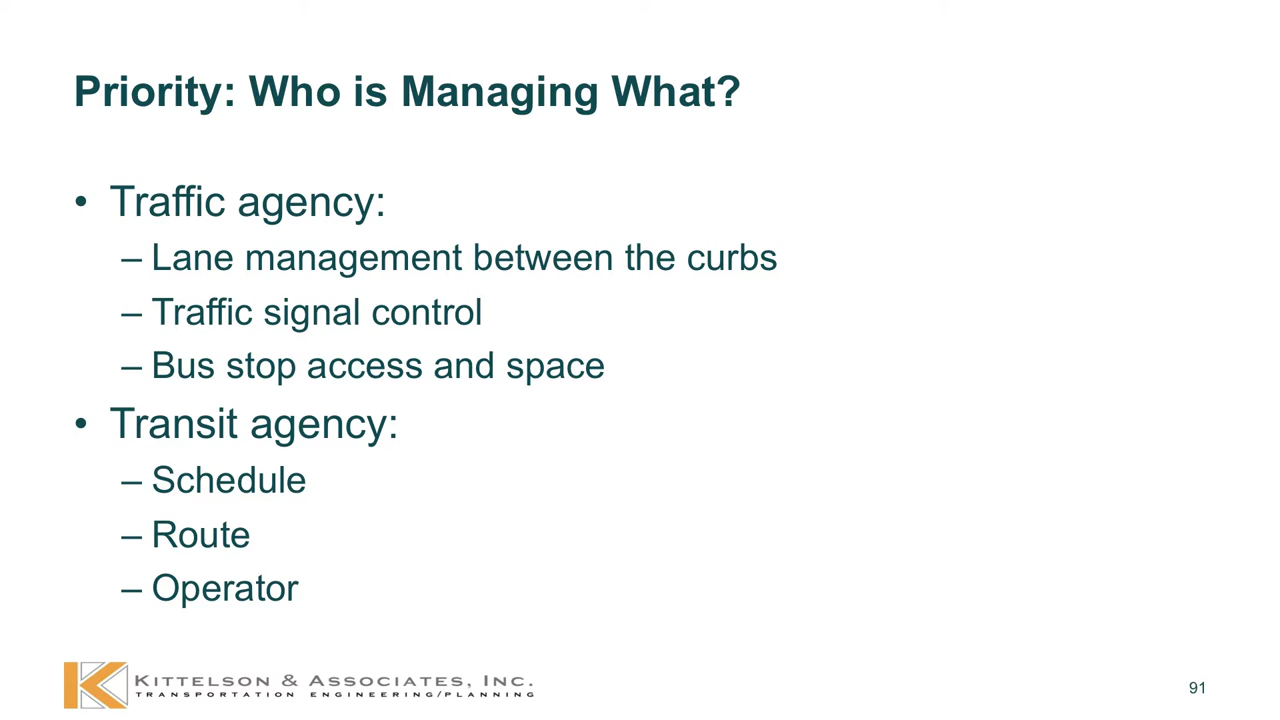 Priority: Who is Managing What?
• Traffic agency:
– Lane management between the curbs
– Traffic signal control
– Bus stop access and space
• Transit agency:
– Schedule
– Route
– Operator
KITTELSON & ASSOCIATES, INC.
TRANSPORTATION ENGINEERING/PLANNING
91